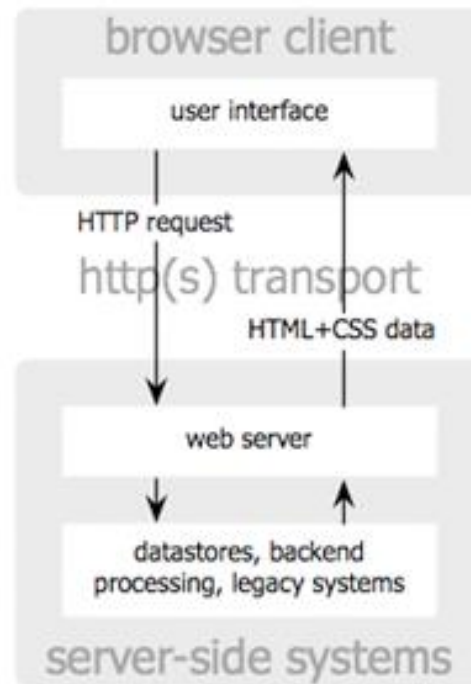 browser client
user interface
HTTP request
http(s) transport
HTML+CSS data
web server
datastores, backend
processing, legacy systems
server-side systems